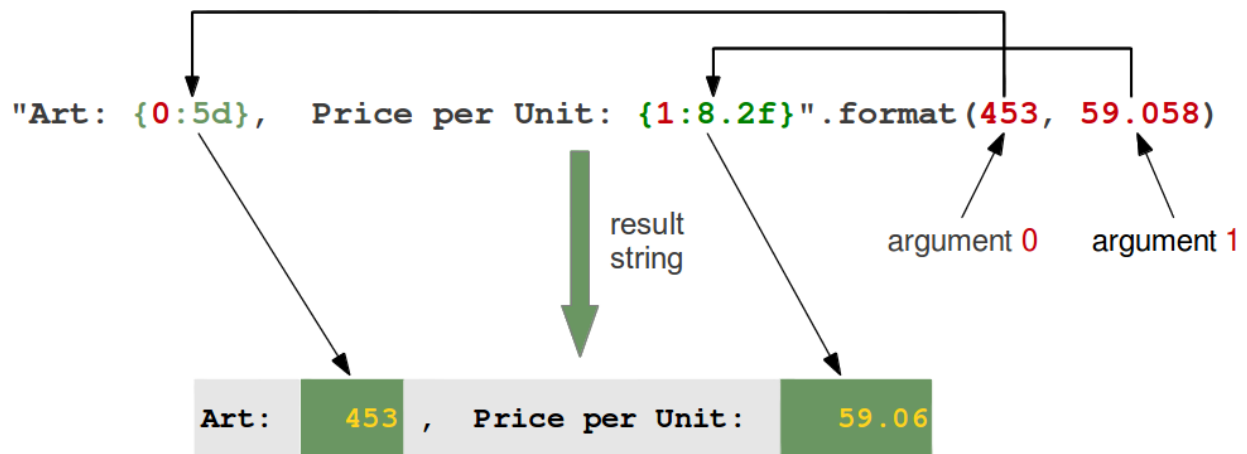 "Art: {0:5d},  Price per Unit: {1:8.2f}".format(453, 59.058)
result
string
argument 0
argument 1
Art:    453 ,  Price per Unit:     59.06